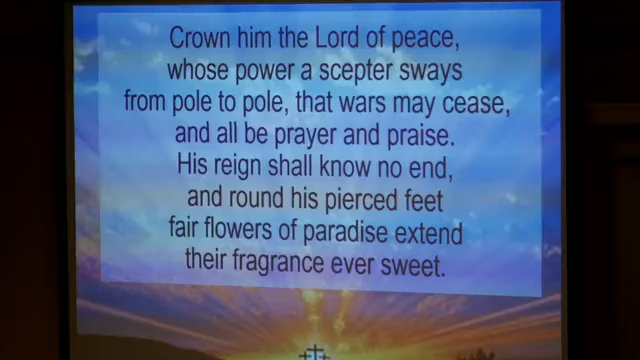 Crown him the Lord of peace,
whose power a scepter sways
from pole to pole, that wars may cease,
and all be prayer and praise.
His reign shall know no end,
and round his pierced feet
fair flowers of paradise extend
their fragrance ever sweet.